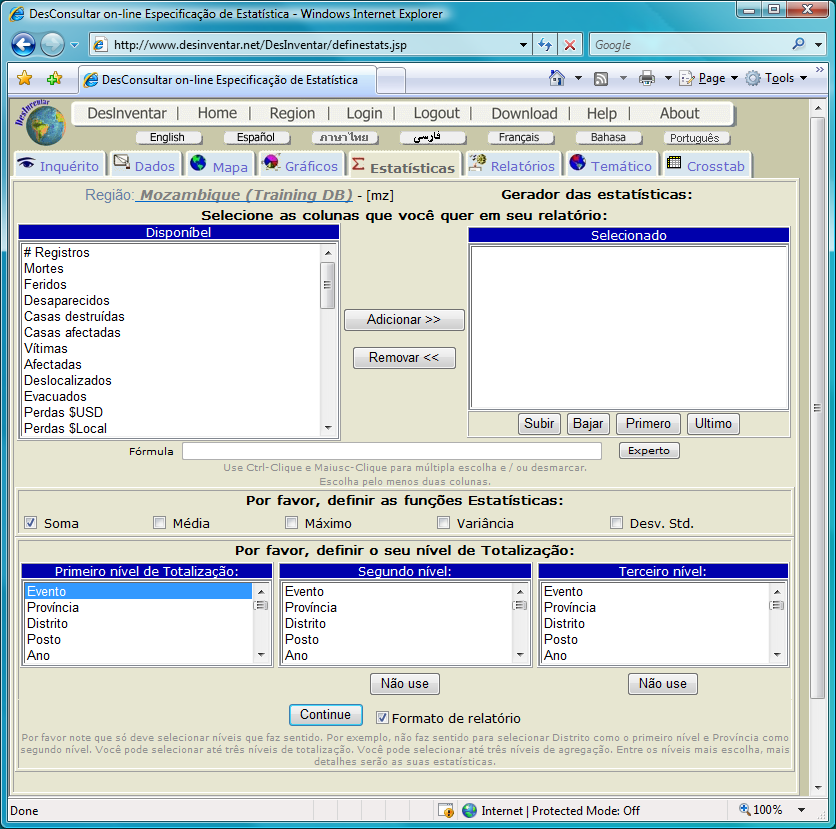 DesConsultar on-line Especificação de Estatística - Windows Internet Explorer
http://www.desinventar.net/DesInventar/definestats.jsp
Google
DesConsultar on-line Especificação de Estatística
Page
Tools
DesInventar
DesInventar | Home | Region | Login | Logout | Download | Help | About
English Español ภาษาไทย فارسی Français Bahasa Português
Inquérito Dados Mapa Gráficos Σ Estatísticas Relatórios Temático Crosstab
Região: Mozambique (Training DB) - [mz] Gerador das estatísticas:
Selecione as colunas que você quer em seu relatório:
Disponíbel
# Registros
Mortes
Feridos
Desaparecidos
Casas destruídas
Casas afectadas
Vítimas
Afectadas
Deslocalizados
Evacuados
Perdas $USD
Perdas $Local
Adicionar >>
Remover <<
Selecionado
Subir Bajar Primero Ultimo
Fórmula Experto
Use Ctrl-Clique e Maiusc-Clique para múltipla escolha e / ou desmarcar.
Escolha pelo menos duas colunas.
Por favor, definir as funções Estatísticas:
Soma Média Máximo Variância Desv. Std.
Por favor, definir o seu nível de Totalização:
Primeiro nível de Totalização:
Evento
Província
Distrito
Posto
Ano
Segundo nível:
Evento
Província
Distrito
Posto
Ano
Não use
Terceiro nível:
Evento
Província
Distrito
Posto
Ano
Não use
Continue Formato de relatório
Por favor note que só deve selecionar níveis que faz sentido. Por exemplo, não faz sentido para selecionar Distrito como o primeiro nível e Província como
segundo nível. Você pode selecionar até três níveis de totalização. Você pode selecionar até três níveis de agregação. Entre os níveis mais escolha, mais
detalhes serão as suas estatísticas.
Done Internet | Protected Mode: Off 100%